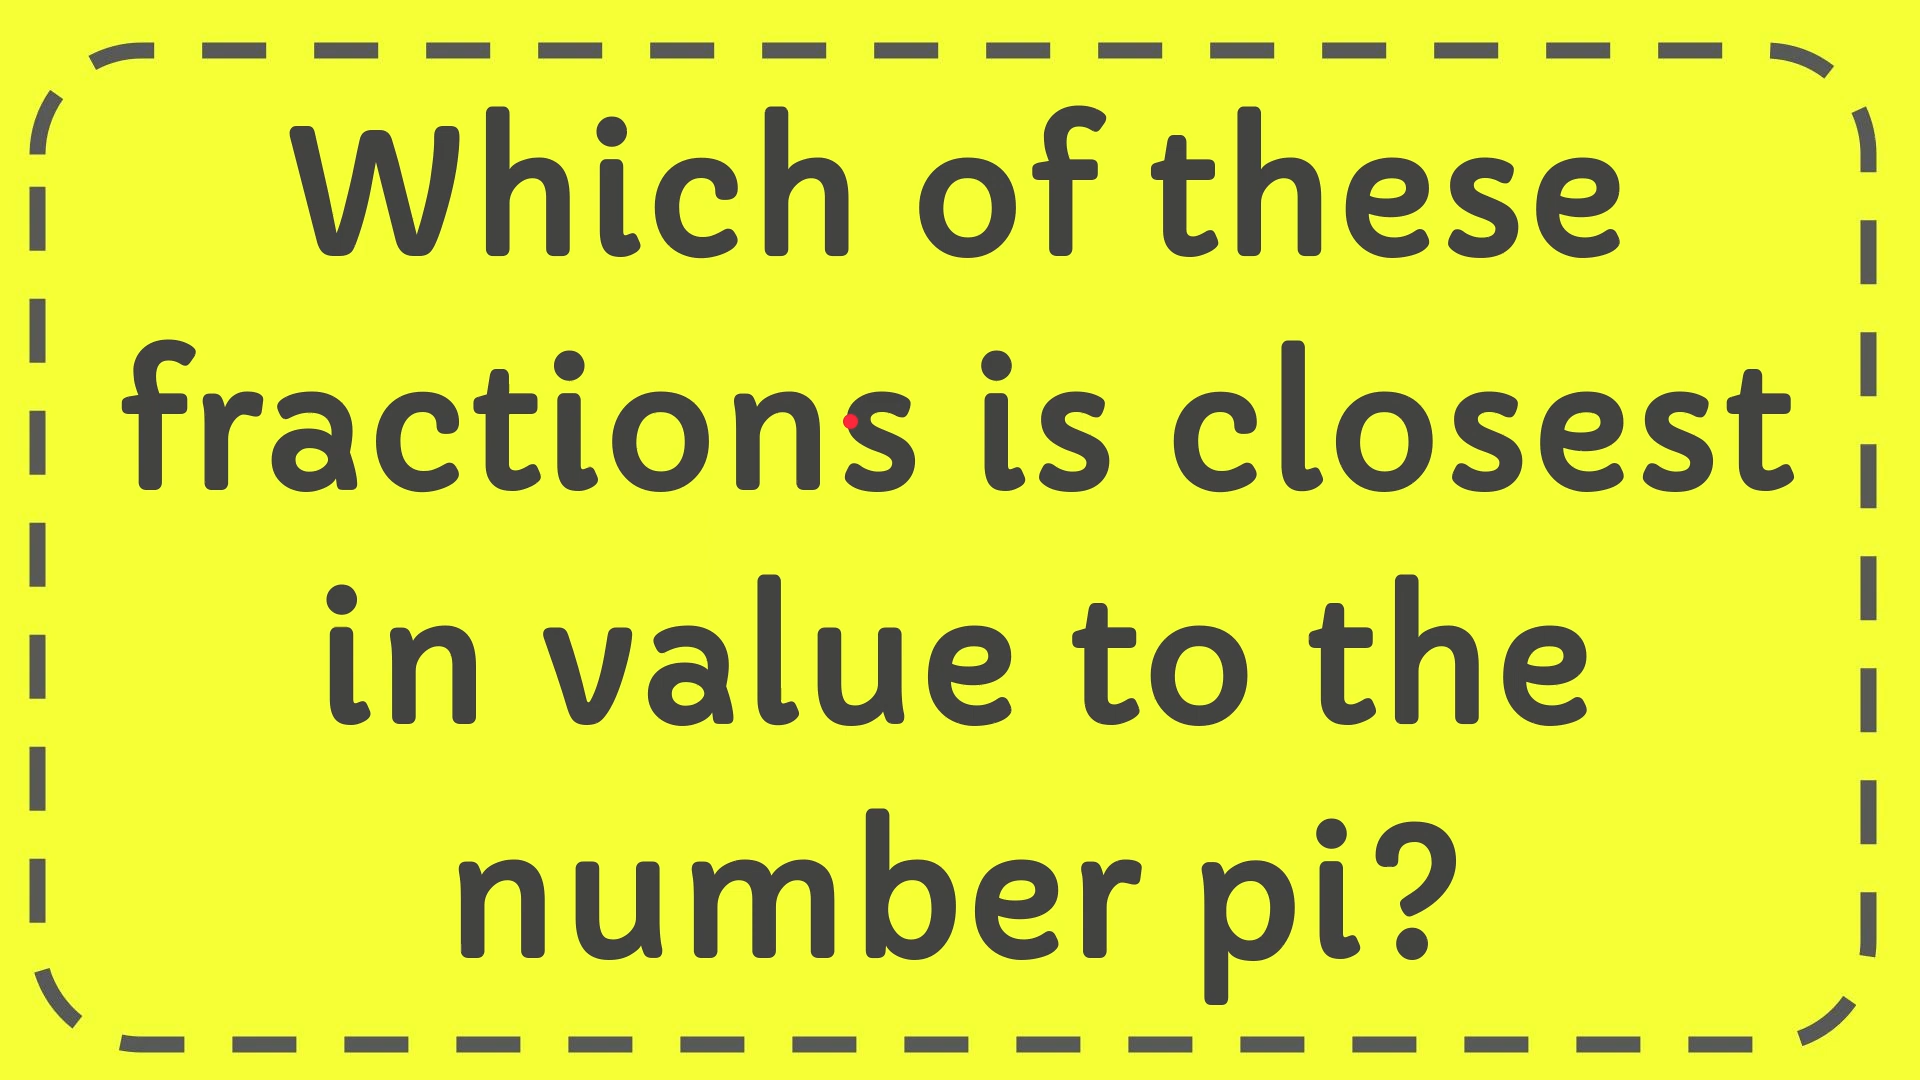 Which of these
fractions is closest
in value to the
number pi?